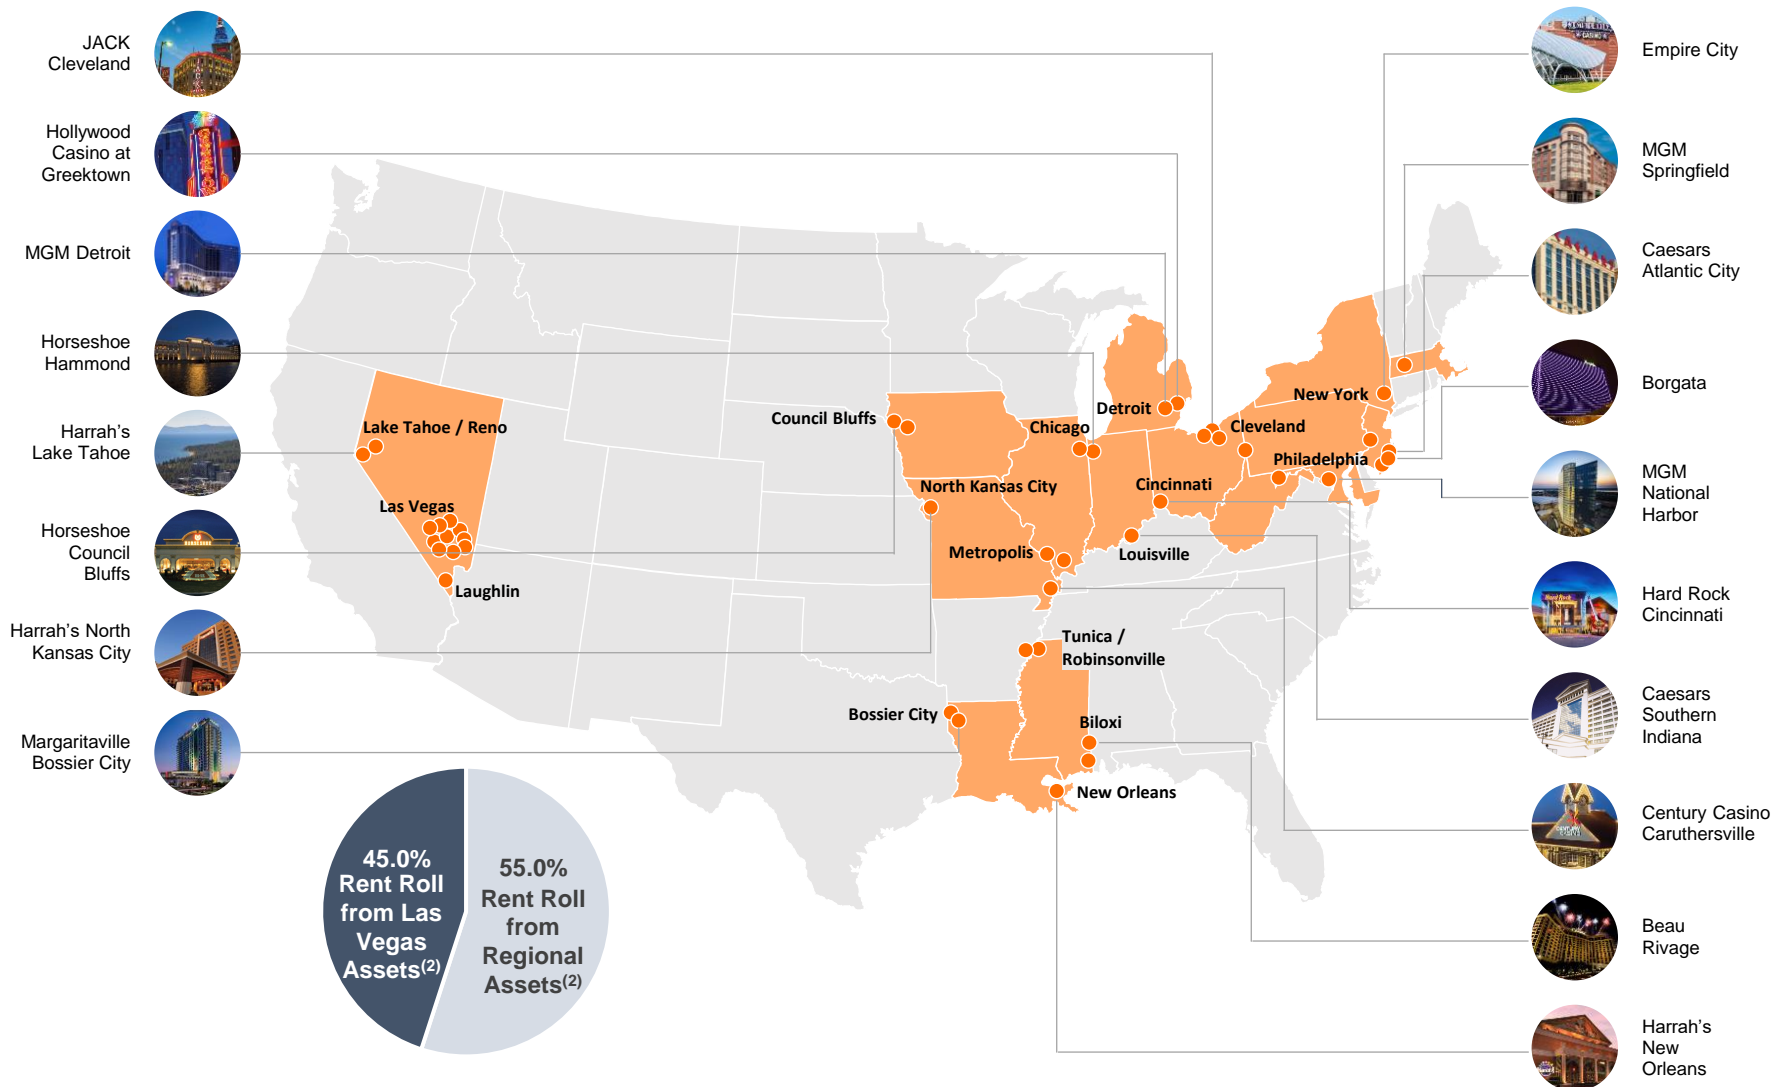 JACK
Cleveland
Hollywood
Casino at
Greektown
MGM Detroit
Horseshoe
Hammond
Harrah's
Lake Tahoe
Horseshoe
Council
Bluffs
Harrah's North
Kansas City
Margaritaville
Bossier City
Lake Tahoe / Reno
Las Vegas
Laughlin
Council Bluffs
North Kansas City
Chicago
Detroit
Metropolis
Cincinnati
Louisville
Cleveland
New York
Philadelphia
Tunica /
Robinsonville
Bossier City
Biloxi
New Orleans
45.0%
Rent Roll
from Las
Vegas
Assets(2)
55.0%
Rent Roll
from
Regional
Assets(2)
Empire City
MGM
Springfield
Caesars
Atlantic City
Borgata
MGM
National
Harbor
Hard Rock
Hard Rock
Cincinnati
Caesars
Southern
Indiana
Century Casino
Caruthersville
Beau
Rivage
Harrah's
New
Orleans